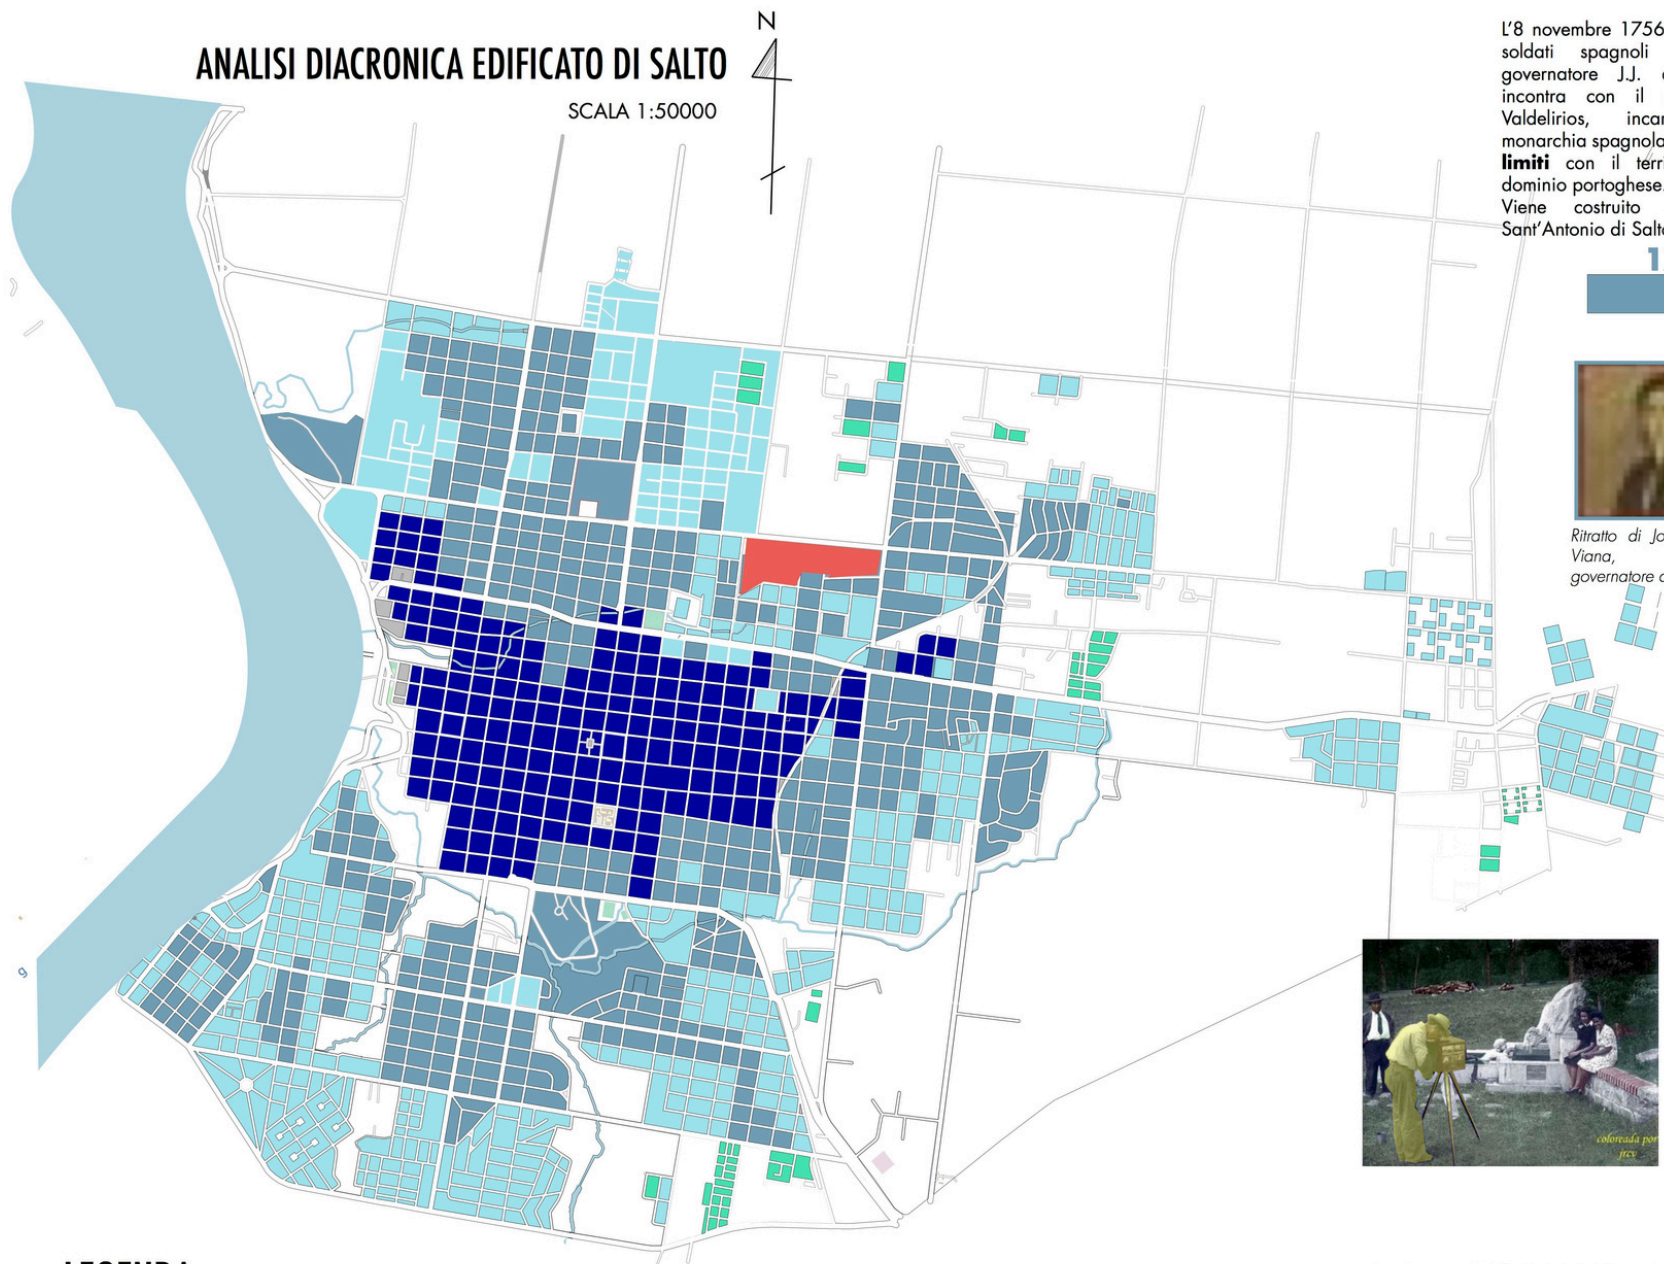 N
ANALISI DIACRONICA EDIFICATO DI SALTO
SCALA 1:50000
L'8 novembre 1756
soldati spagnoli
governatore J.J.
incontra con il
Valdelirios,
monarchia spagnola
limiti con il
dominio portoghese.
Viene costruito
Sant'Antonio di
Ritratto di
Viana,
governatore
g
coloreada por
jrcv
LEGENDA